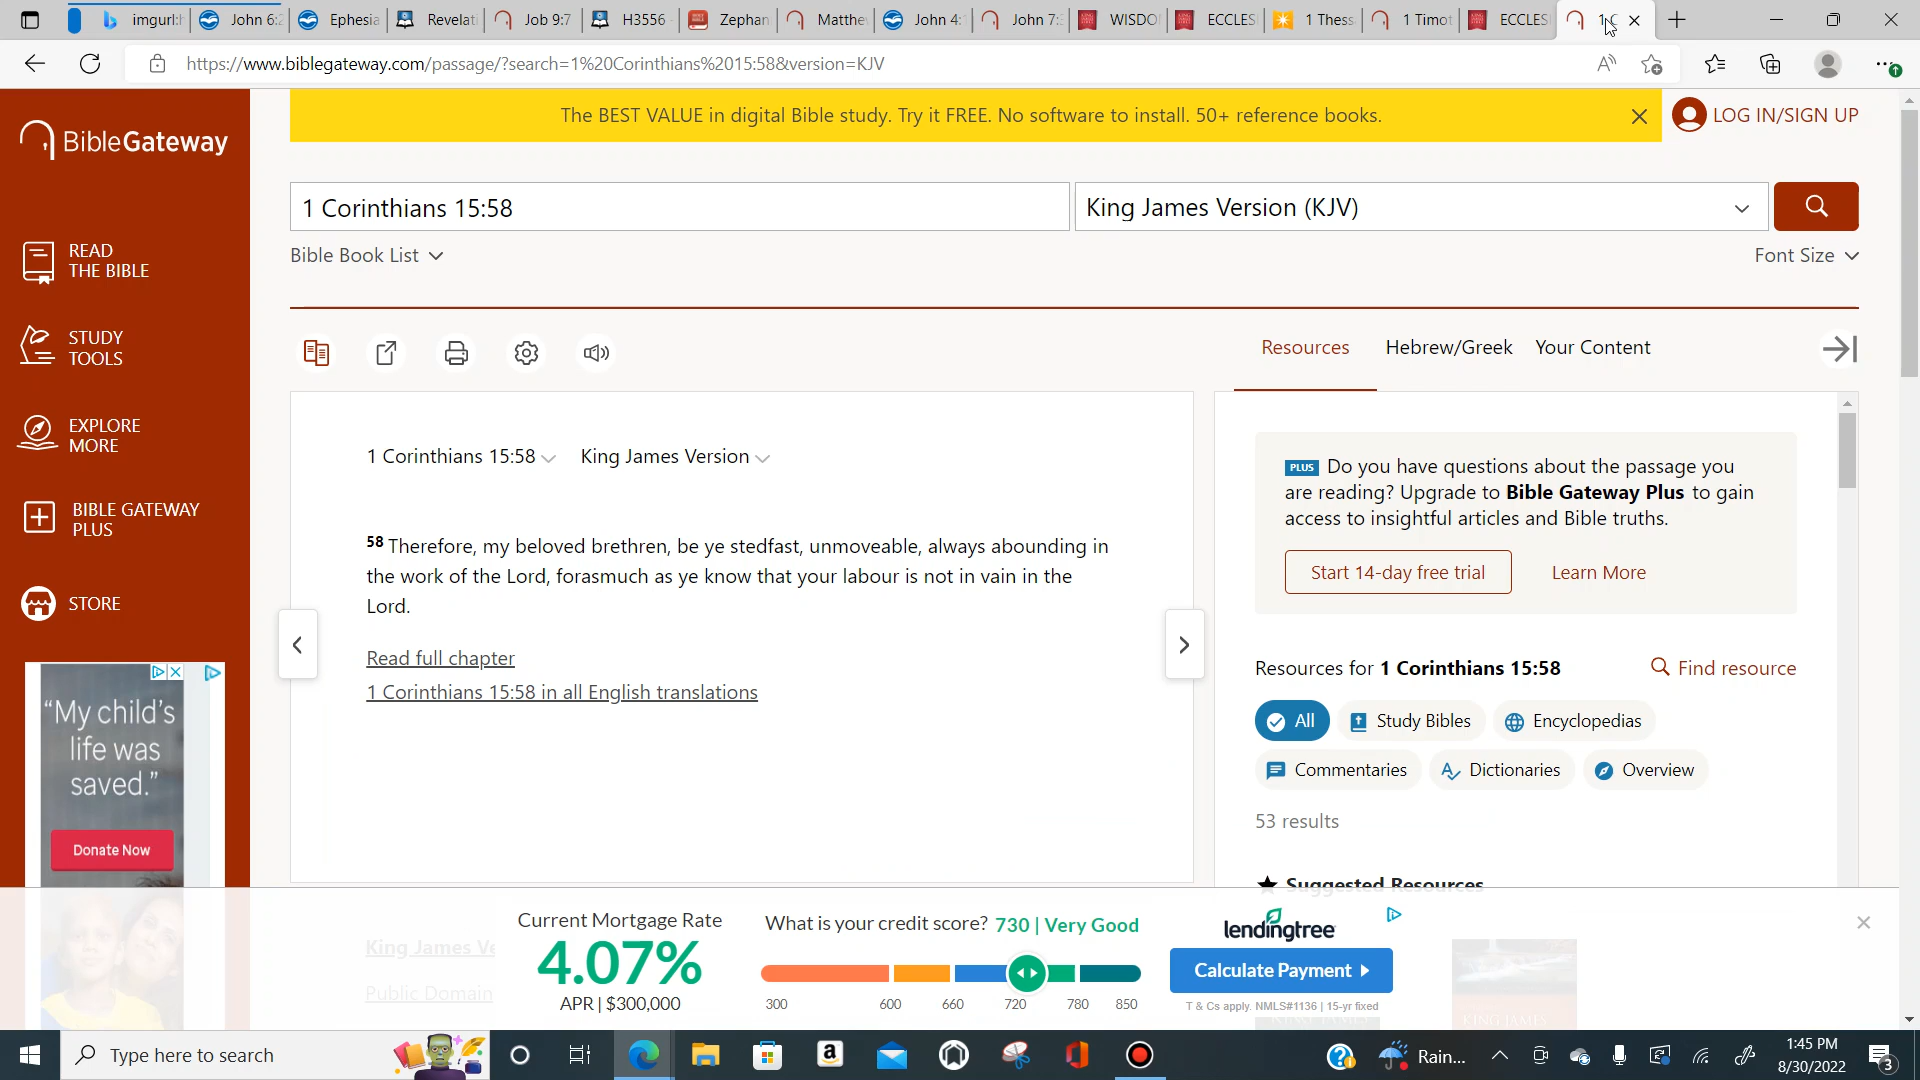 imgurl:h
John 6:2
Ephesia
Revelati
Job 9:7
H3556
Zephan
Matthe
John 4:
John 7:
WISDO
ECCLES
1 Thess
1 Timot
ECCLES
https://www.biblegateway.com/passage/?search=1%20Corinthians%2015:58&version=KJV
BibleGateway
The BEST VALUE in digital Bible study. Try it FREE. No software to install. 50+ reference books.
LOG IN/SIGN UP
1 Corinthians 15:58
King James Version (KJV)
Bible Book List
Font Size
READ
THE BIBLE
STUDY
TOOLS
EXPLORE
MORE
BIBLE GATEWAY
PLUS
STORE
Resources
Hebrew/Greek
Your Content
1 Corinthians 15:58
King James Version
58 Therefore, my beloved brethren, be ye stedfast, unmoveable, always abounding in
the work of the Lord, forasmuch as ye know that your labour is not in vain in the
Lord.
Read full chapter
1 Corinthians 15:58 in all English translations
PLUS Do you have questions about the passage you
are reading? Upgrade to Bible Gateway Plus to gain
access to insightful articles and Bible truths.
Start 14-day free trial
Learn More
Resources for 1 Corinthians 15:58
Find resource
All
Study Bibles
Encyclopedias
Commentaries
Dictionaries
Overview
53 results
Suggested Resources
"My child's
life was
saved."
Donate Now
King James Ve
Public Domain
Current Mortgage Rate
4.07%
APR | $300,000
What is your credit score? 730 | Very Good
300
600
660
720
780
850
lendingtree
Calculate Payment
T & Cs apply. NMLS#1136 | 15-yr fixed
KING JAMES
Type here to search
Rain...
1:45 PM
8/30/2022
3